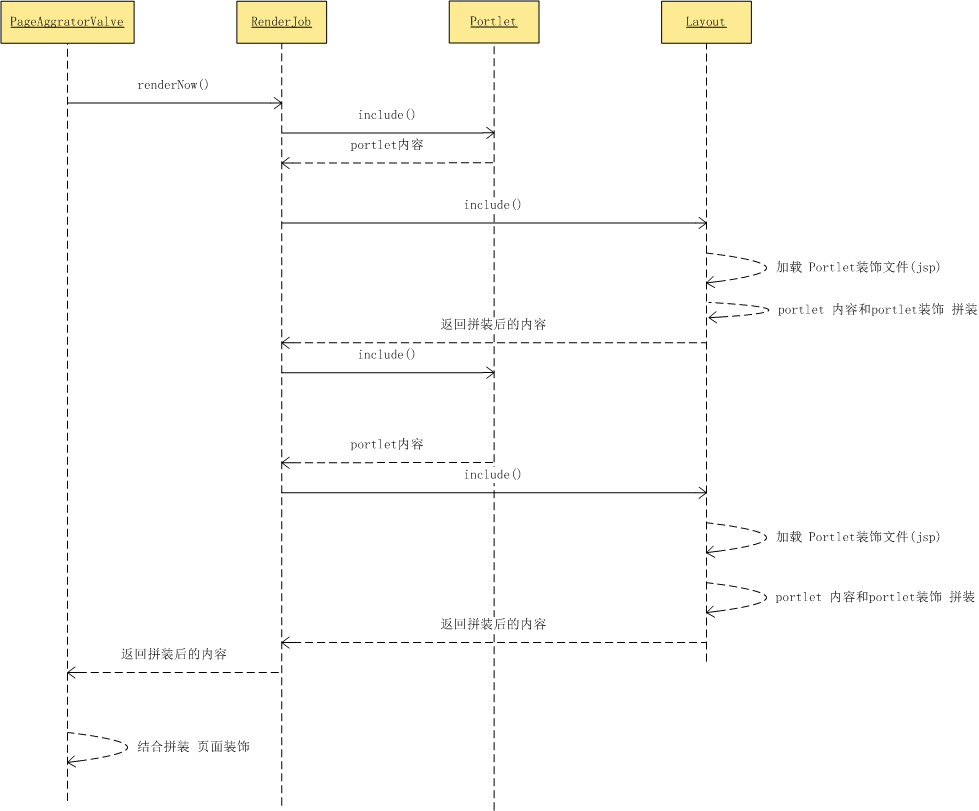 PageAggratorValve
RenderJob
Portlet
Layout
renderNow()
include()
portlet内容
include()
加载 Portlet装饰文件(jsp)
portlet 内容和portlet装饰 拼装
返回拼装后的内容
include()
portlet内容
include()
加载 Portlet装饰文件(jsp)
portlet 内容和portlet装饰 拼装
返回拼装后的内容
返回拼装后的内容
结合拼装 页面装饰